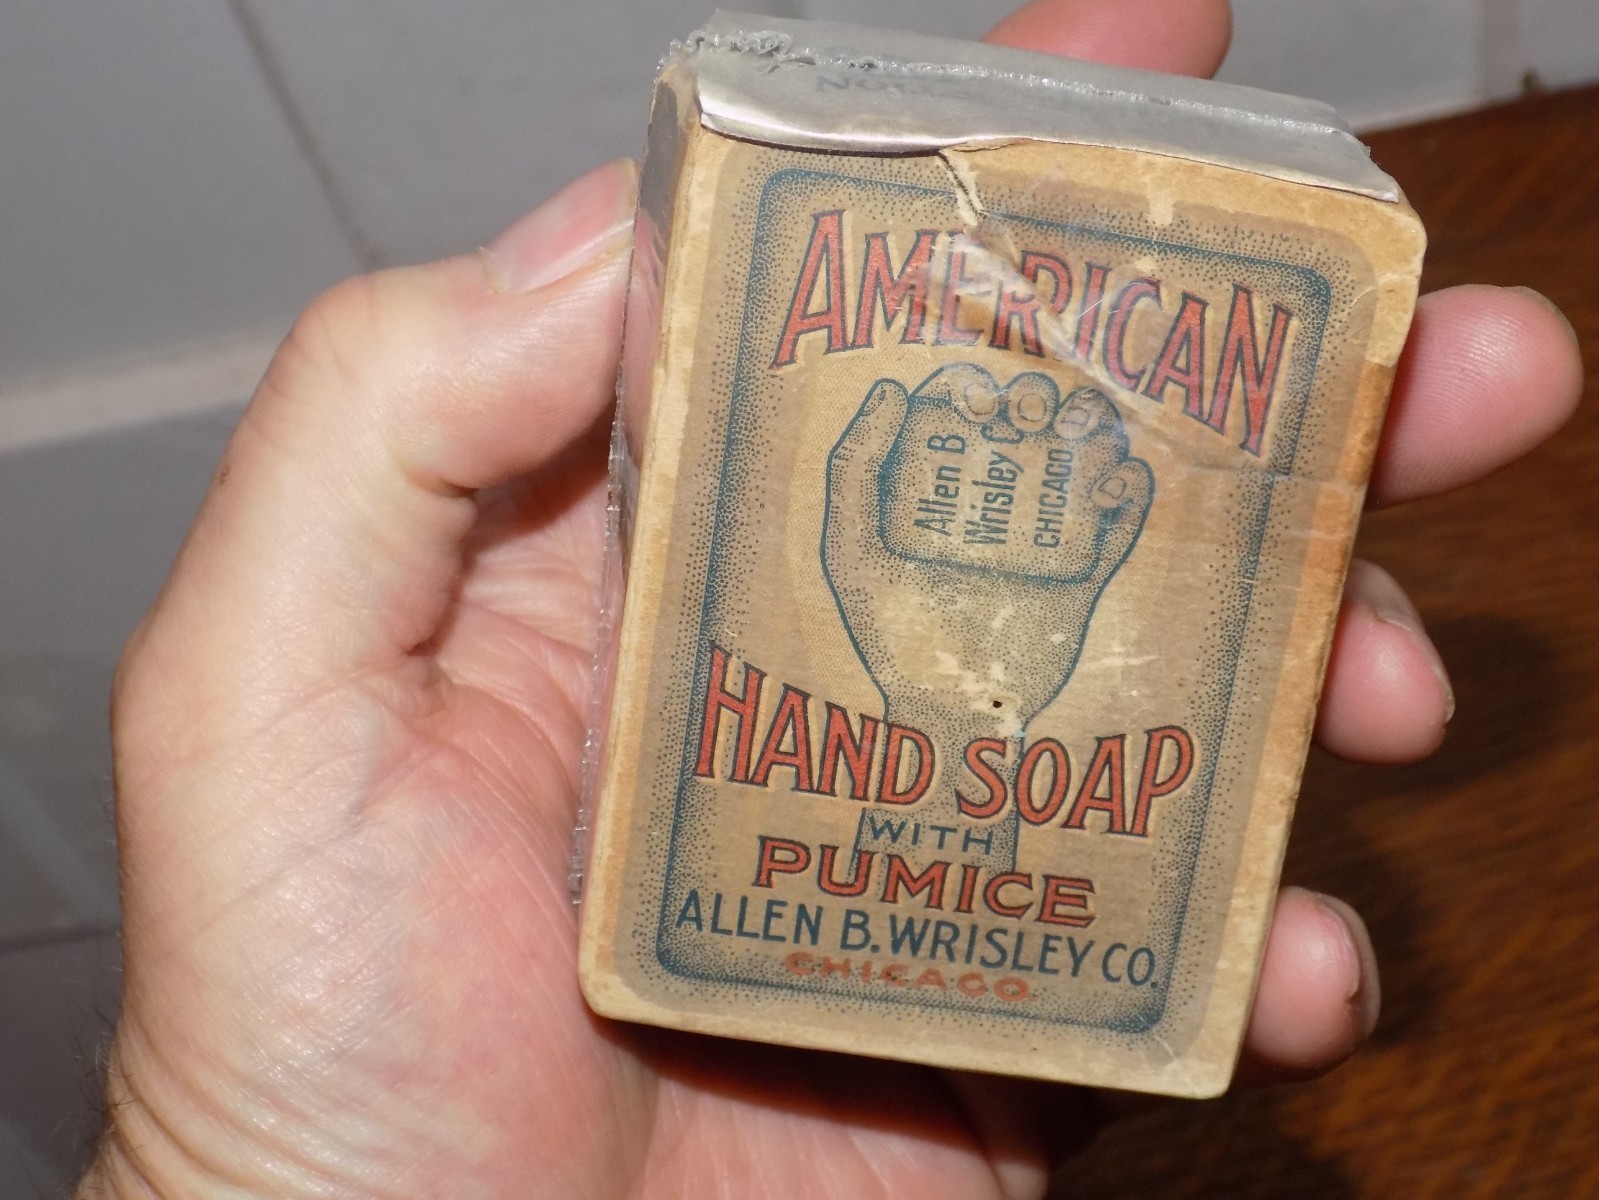 AMERICAN
Allen B
Wrisley C
CHICAGO
HAND SOAP
WITH
PUMICE
ALLEN B. WRISLEY CO.
CHICAGO